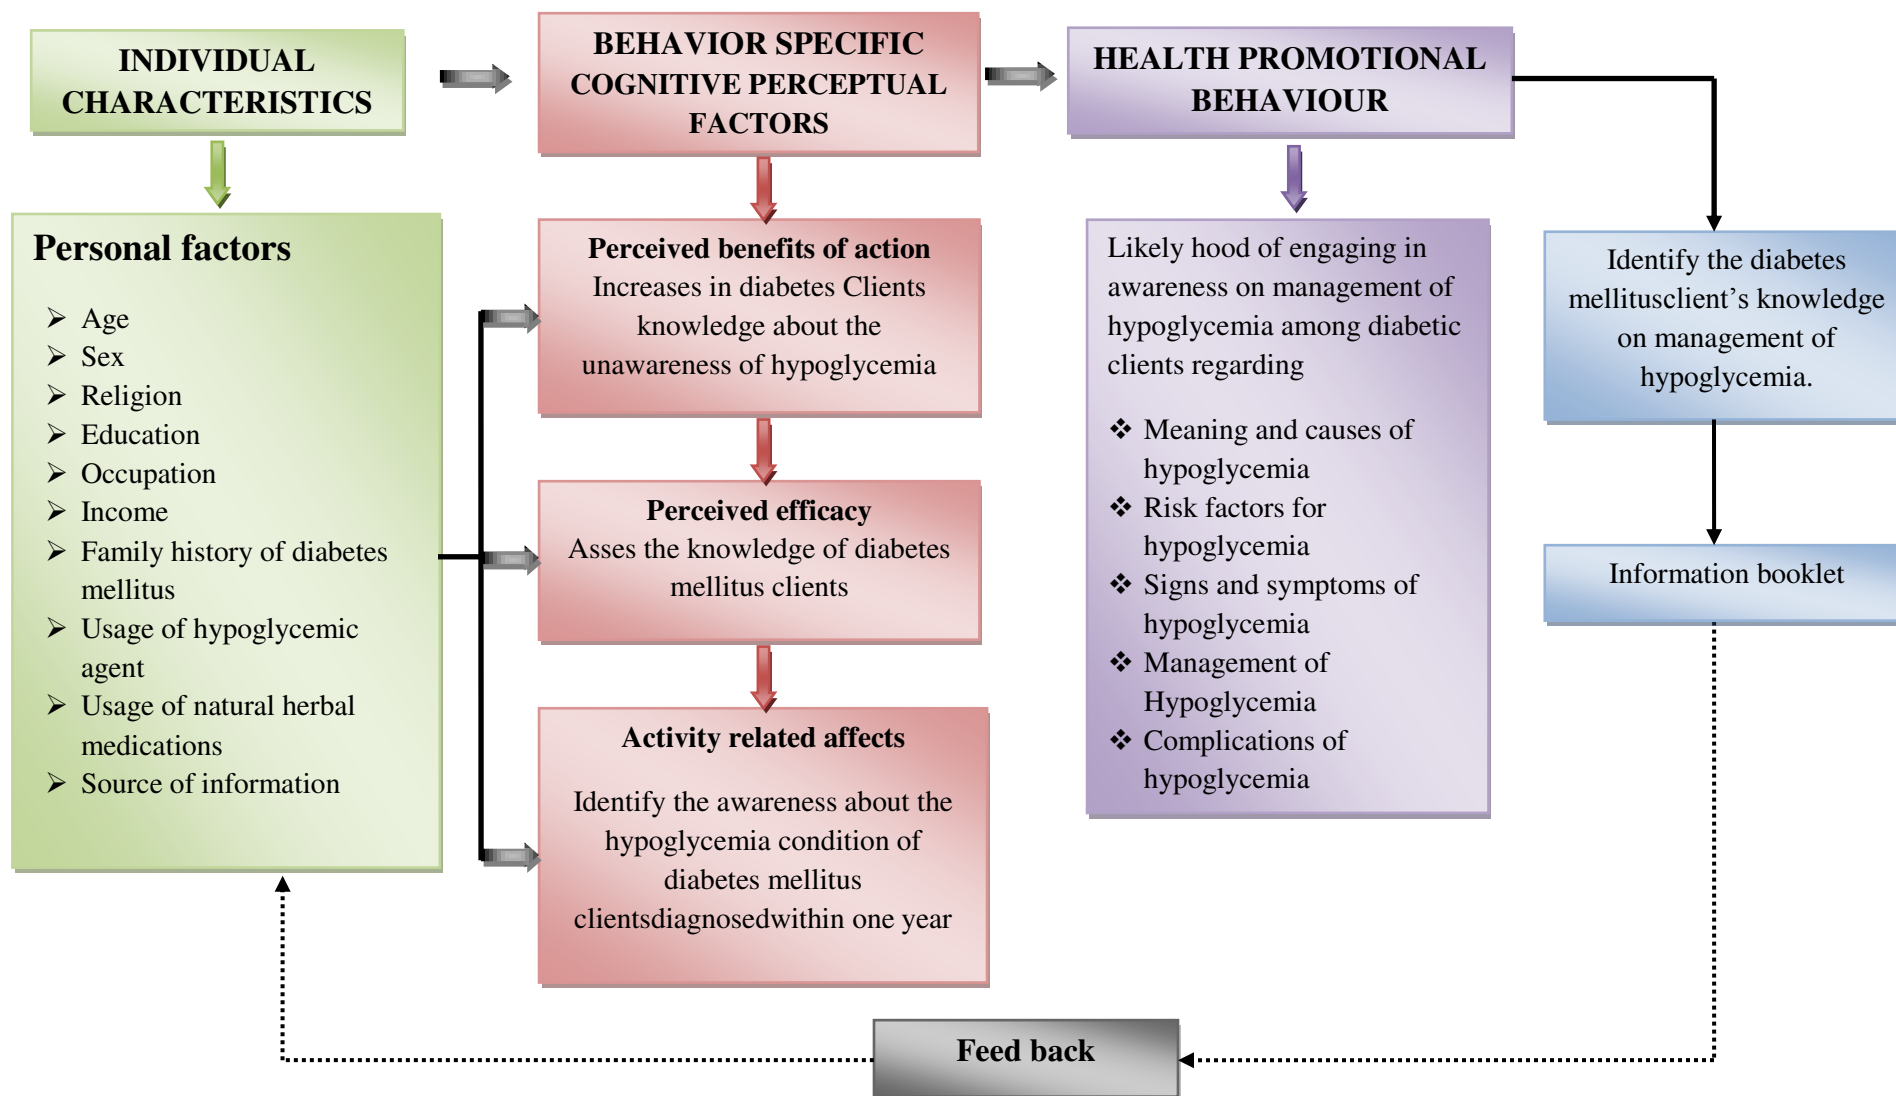 INDIVIDUAL
CHARACTERISTICS
BEHAVIOR SPECIFIC
COGNITIVE PERCEPTUAL
FACTORS
HEALTH PROMOTIONAL
BEHAVIOUR
Personal factors
➢ Age
➢ Sex
➢ Religion
➢ Education
➢ Occupation
➢ Income
➢ Family history of diabetes
mellitus
➢ Usage of hypoglycemic
agent
➢ Usage of natural herbal
medications
➢ Source of information
Perceived benefits of action
Increases in diabetes Clients
knowledge about the
unawareness of hypoglycemia
Perceived efficacy
Asses the knowledge of diabetes
mellitus clients
Activity related affects
Identify the awareness about the
hypoglycemia condition of
diabetes mellitus
clientsdiagnosedwithin one year
Likely hood of engaging in
awareness on management of
hypoglycemia among diabetic
clients regarding
❖ Meaning and causes of
hypoglycemia
❖ Risk factors for
hypoglycemia
❖ Signs and symptoms of
hypoglycemia
❖ Management of
Hypoglycemia
❖ Complications of
hypoglycemia
Identify the diabetes
mellitusclient’s knowledge
on management of
hypoglycemia.
Information booklet
Feed back